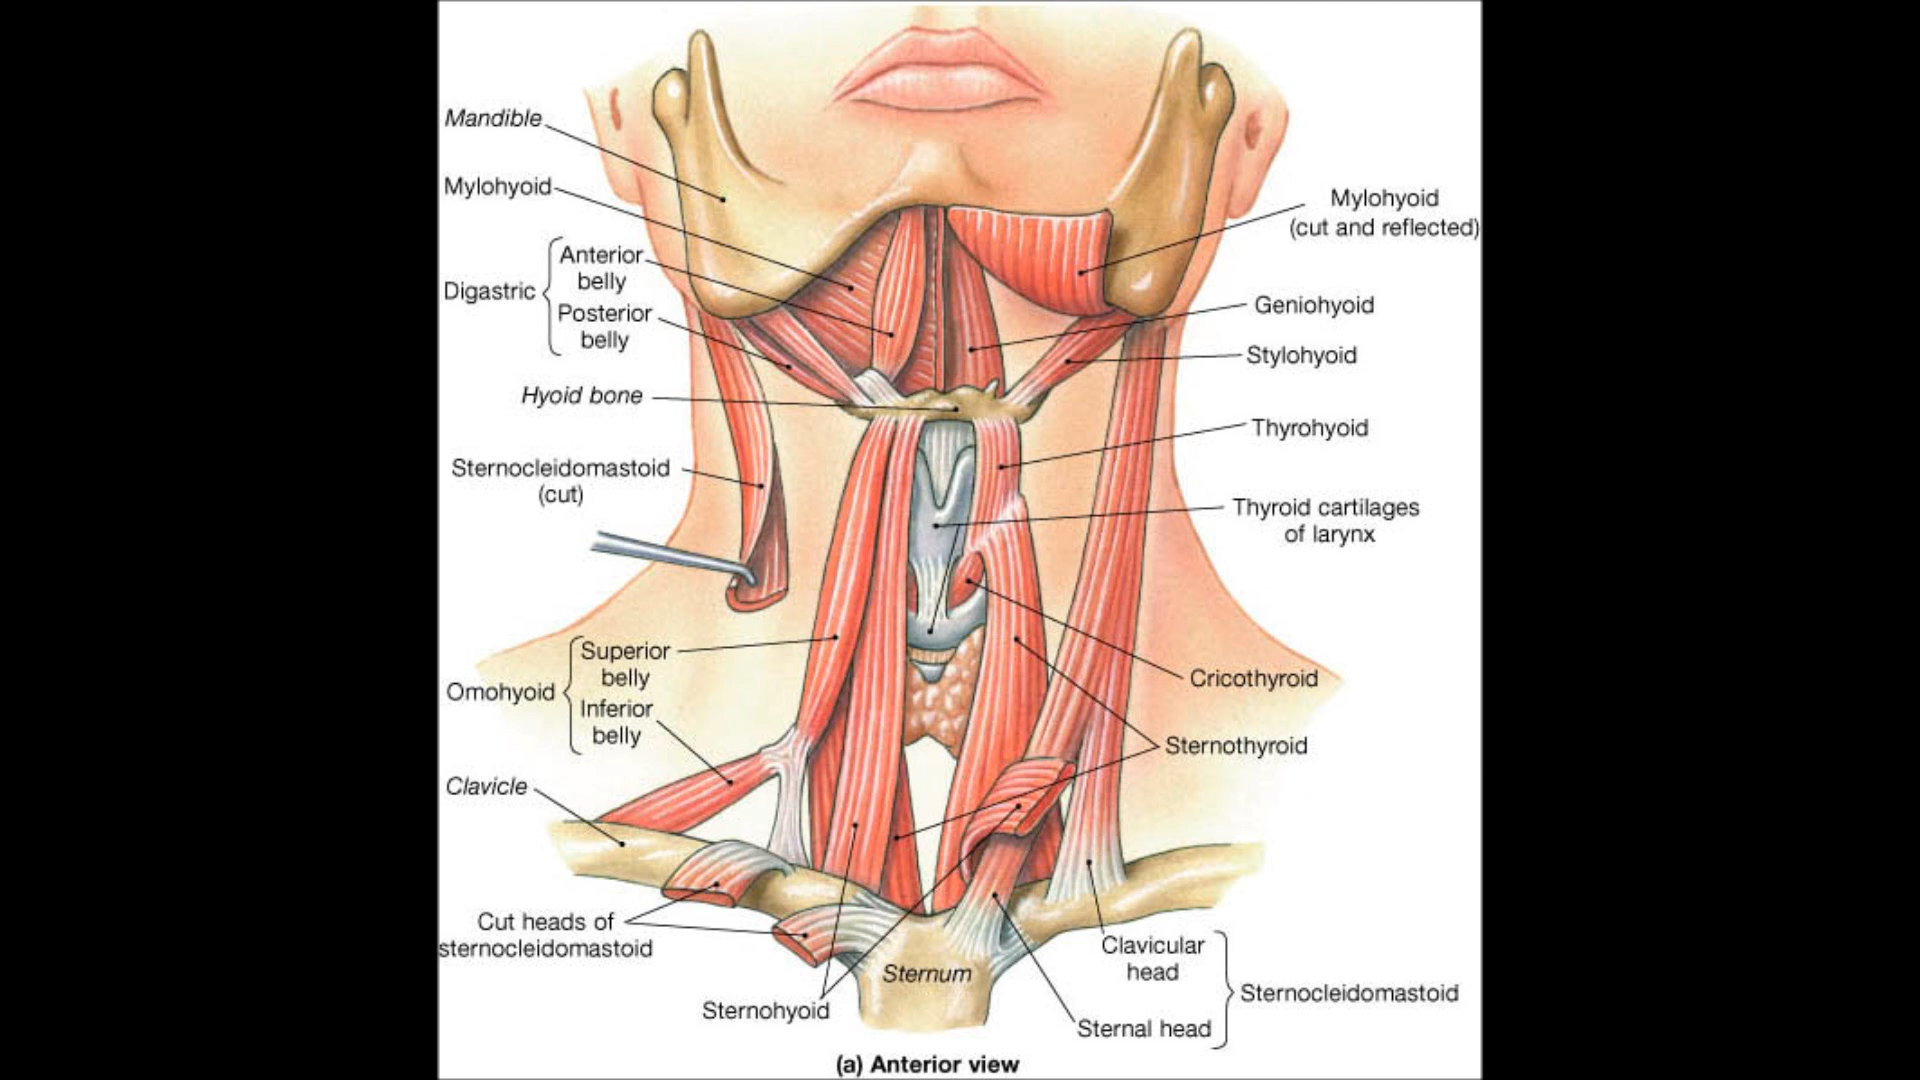 Mandible
Mylohyoid
Digastric
Anterior
belly
Posterior
belly
Hyoid bone
Sternocleidomastoid
(cut)
Omohyoid
Superior
belly
Inferior
belly
Clavicle
Cut heads of
sternocleidomastoid
Sternohyoid
Sternum
Mylohyoid
(cut and reflected)
Geniohyoid
Stylohyoid
Thyrohyoid
Thyroid cartilages
of larynx
Cricothyroid
Sternothyroid
Clavicular
head
Sternal head
Sternocleidomastoid
(a) Anterior view